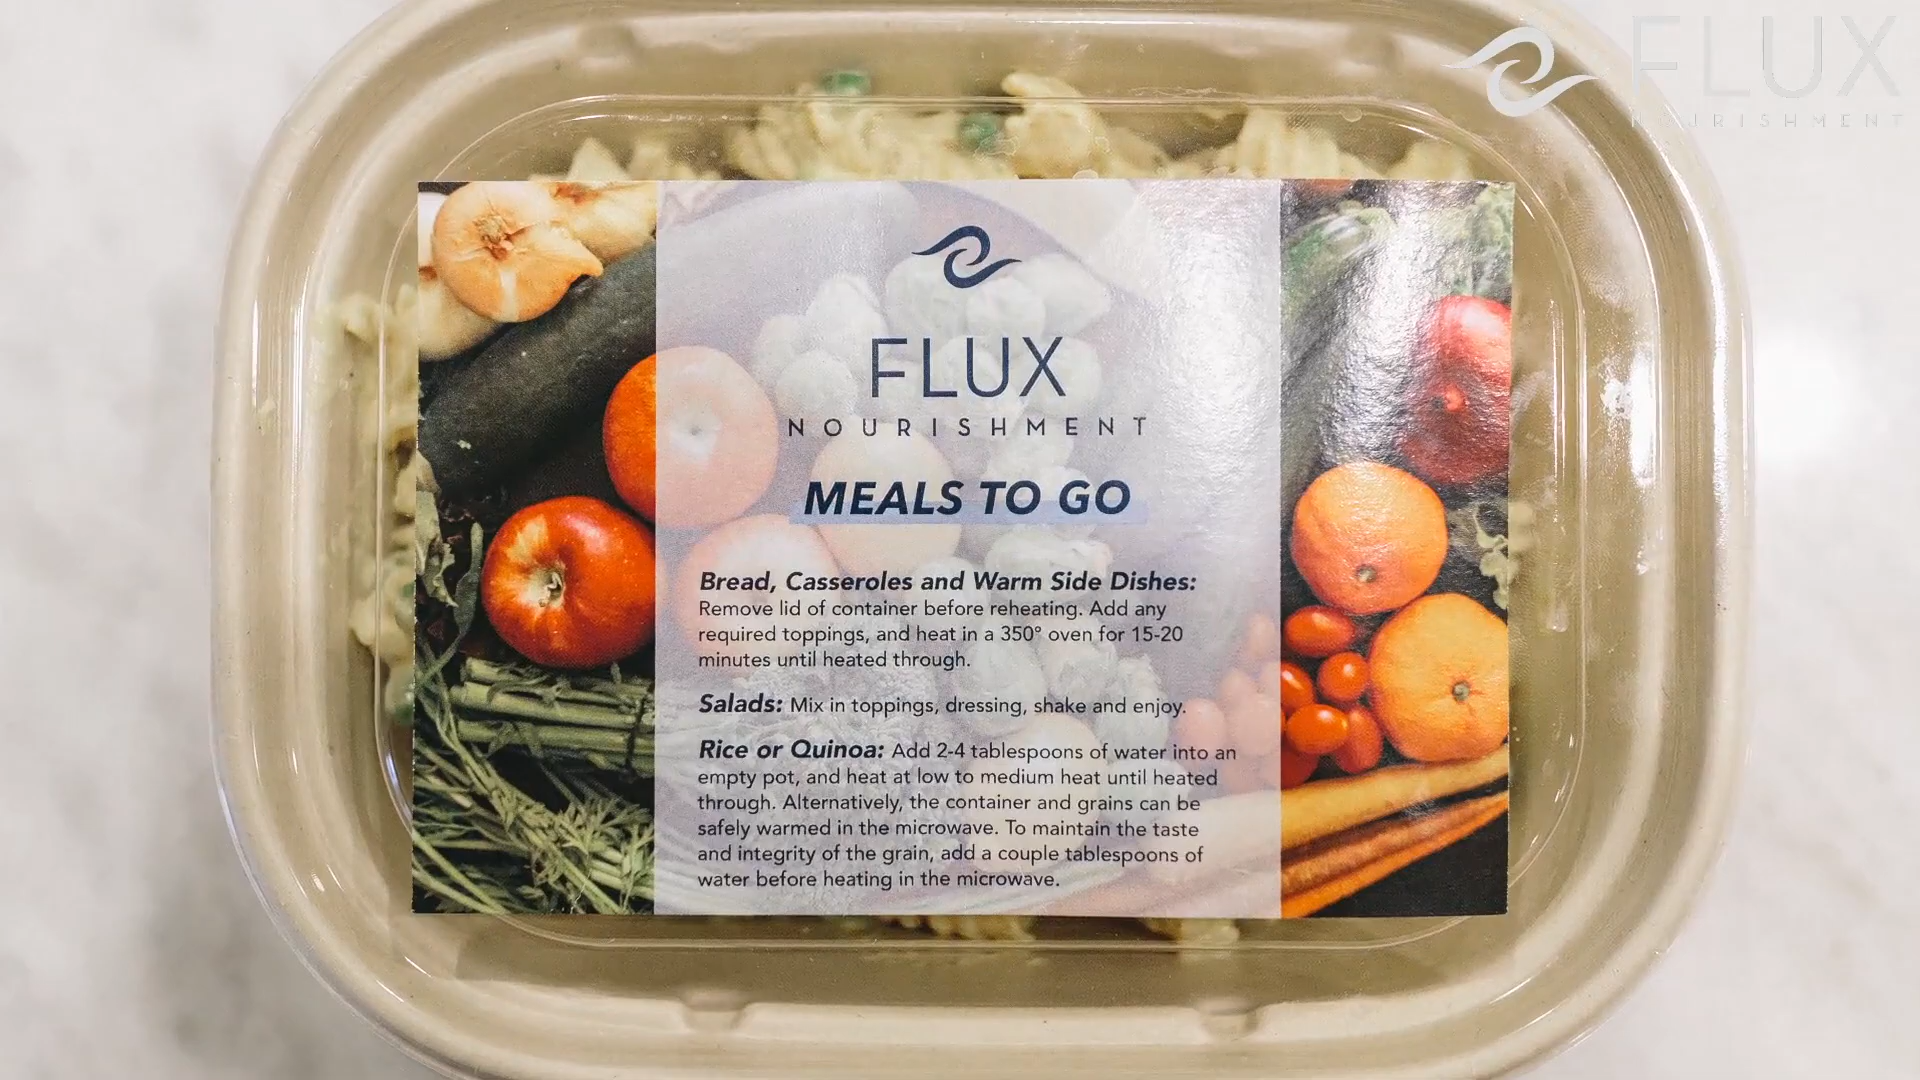 FLUX
NOURISHMENT
FLUX
NOURISHMENT
MEALS TO GO
Bread, Casseroles and Warm Side Dishes:
Remove lid of container before reheating. Add any
required toppings, and heat in a 350° oven for 15-20
minutes until heated through.
Salads: Mix in toppings, dressing, shake and enjoy.
Rice or Quinoa: Add 2-4 tablespoons of water into an
empty pot, and heat at low to medium heat until heated
through. Alternatively, the container and grains can be
safely warmed in the microwave. To maintain the taste
and integrity of the grain, add a couple tablespoons of
water before heating in the microwave.